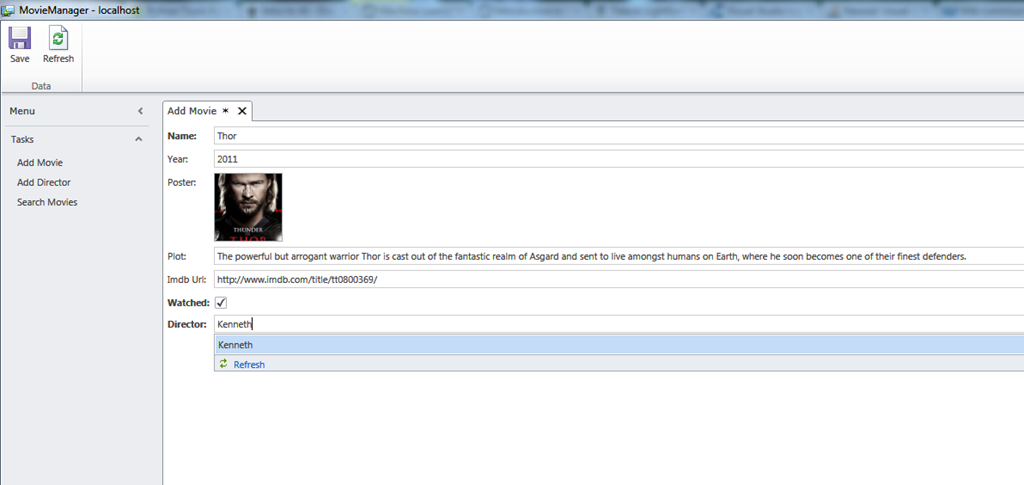 MovieManager - localhost
Save Refresh
Data
Menu
Tasks
Add Movie
Add Director
Search Movies
Add Movie *
Name: Thor
Year: 2011
Poster:
THUNDER
THOR
Plot: The powerful but arrogant warrior Thor is cast out of the fantastic realm of Asgard and sent to live amongst humans on Earth, where he soon becomes one of their finest defenders.
Imdb Url: http://www.imdb.com/title/tt0800369/
Watched:
Director: Kenneth
Kenneth
Refresh